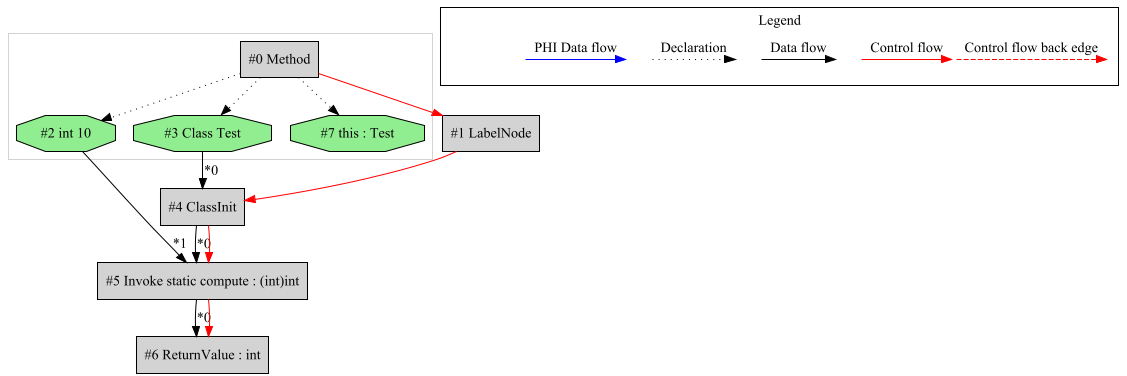 Legend
PHI Data flow
Declaration
Data flow
Control flow
Control flow back edge
#0 Method
#2 int 10
#3 Class Test
#7 this : Test
#1 LabelNode
*0
#4 ClassInit
*1
*0
#5 Invoke static compute : (int)int
*0
#6 ReturnValue : int